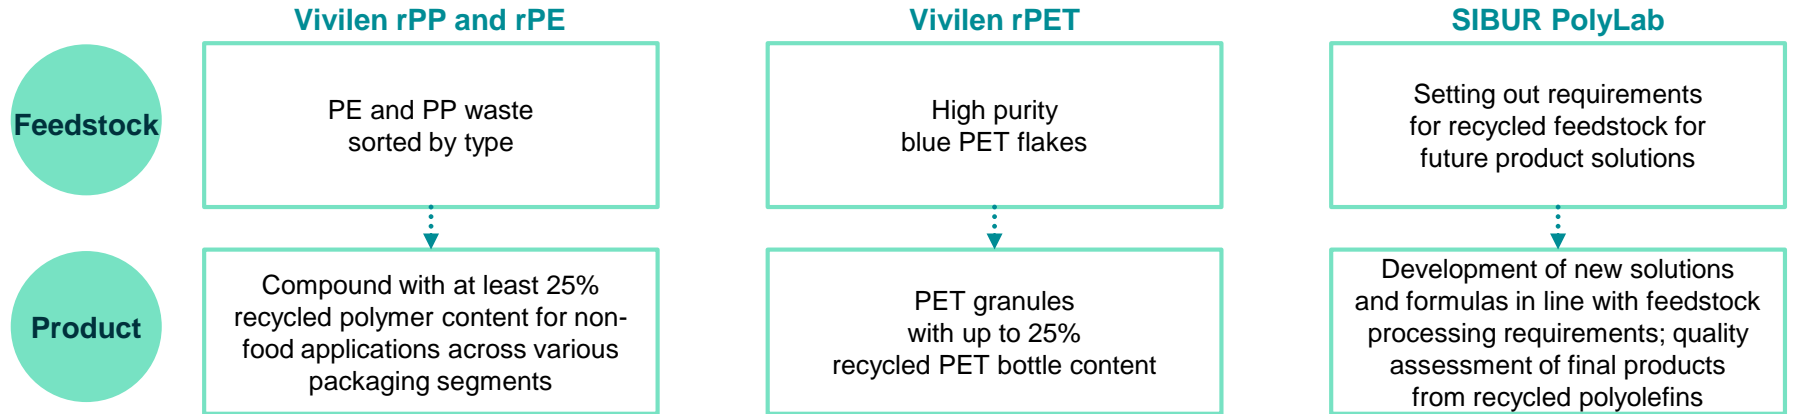 Vivilen rPP and rPE
Vivilen rPET
SIBUR PolyLab
Feedstock
PE and PP waste
sorted by type
High purity
blue PET flakes
Setting out requirements
for recycled feedstock for
future product solutions
Product
Compound with at least 25%
recycled polymer content for non-
food applications across various
packaging segments
PET granules
with up to 25%
recycled PET bottle content
Development of new solutions
and formulas in line with feedstock
processing requirements; quality
assessment of final products
from recycled polyolefins